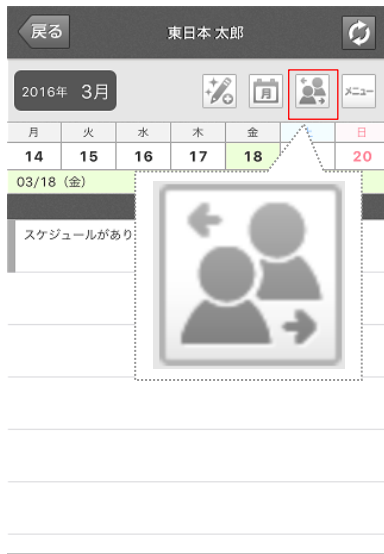 戻る 東日本 太郎
2016年 3月 月 メニュー
月 火 水 木 金 日
14 15 16 17 18 20
03/18 (金)
スケジュールがあり